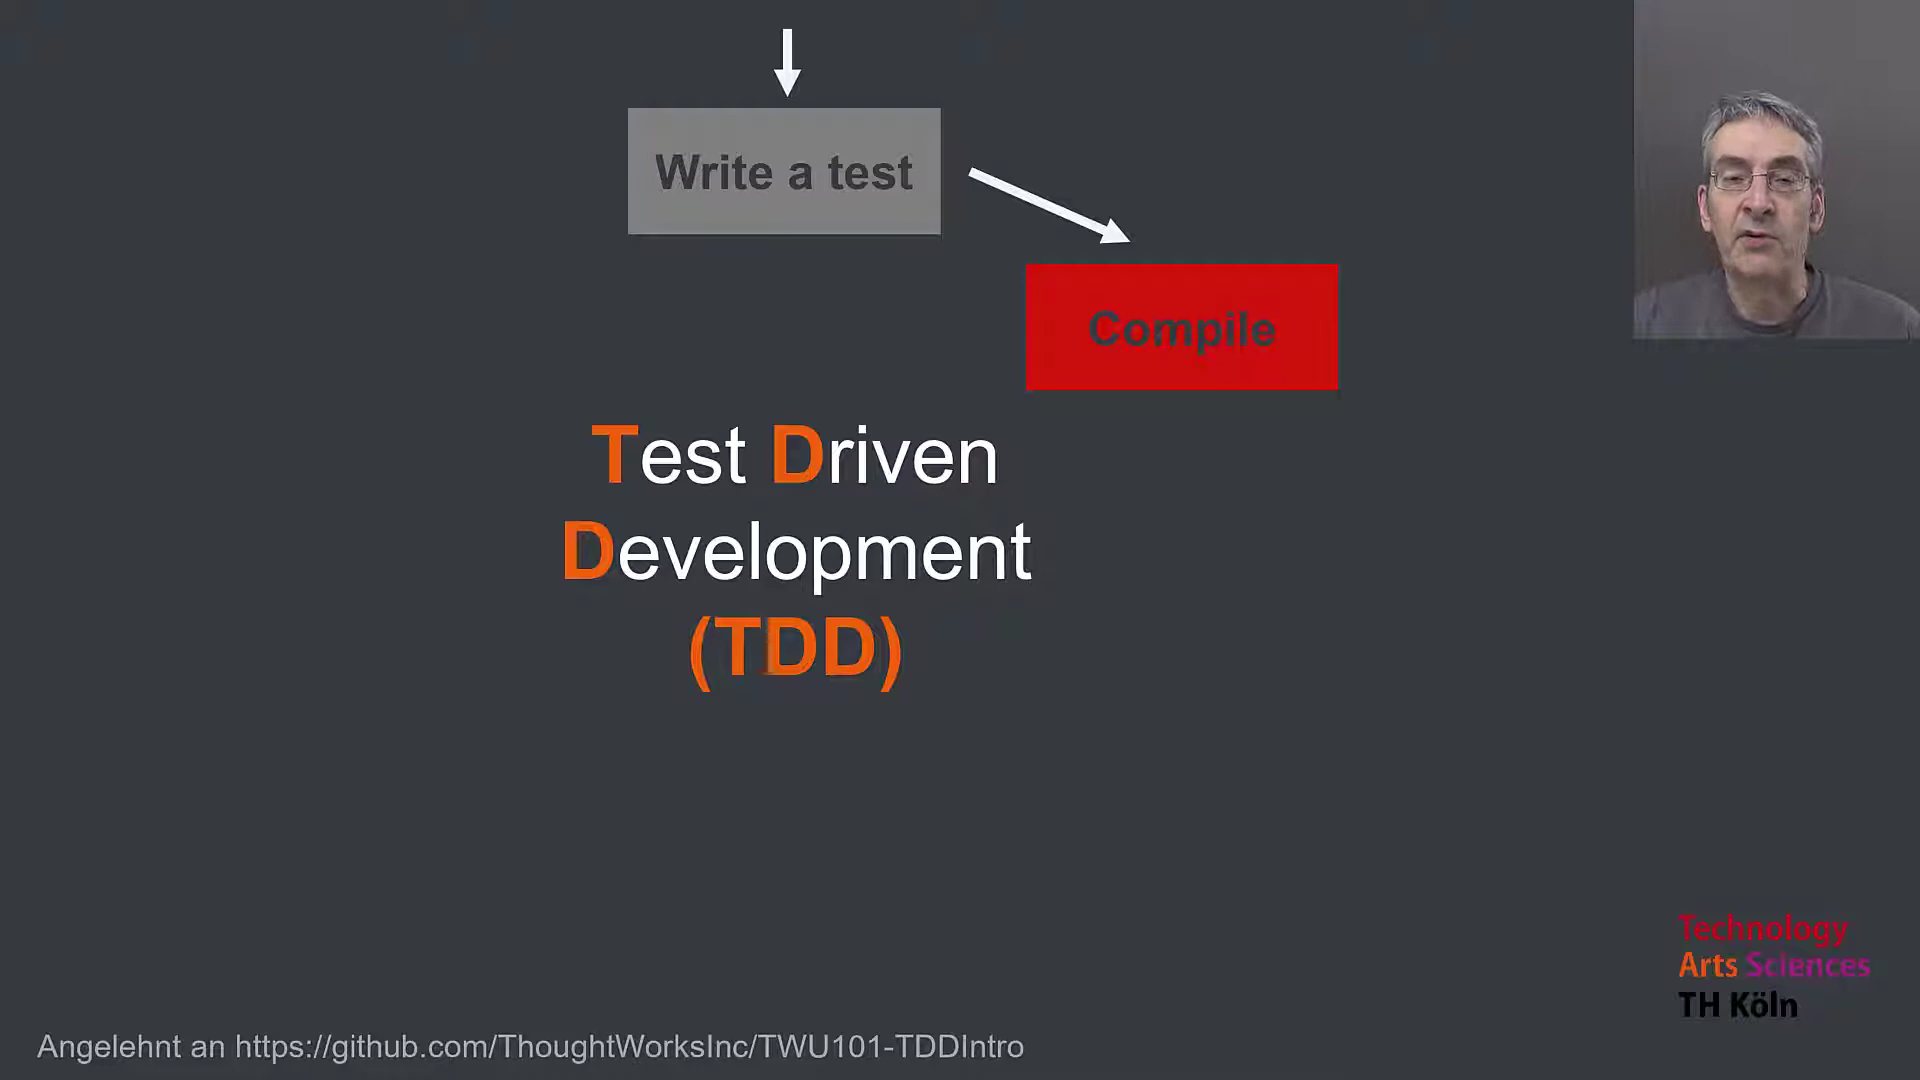 Write a test
Compile
Test Driven
Development
(TDD)
Technology
Arts Sciences
TH Köln
Angelehnt an https://github.com/ThoughtWorksInc/TWU101-TDDIntro